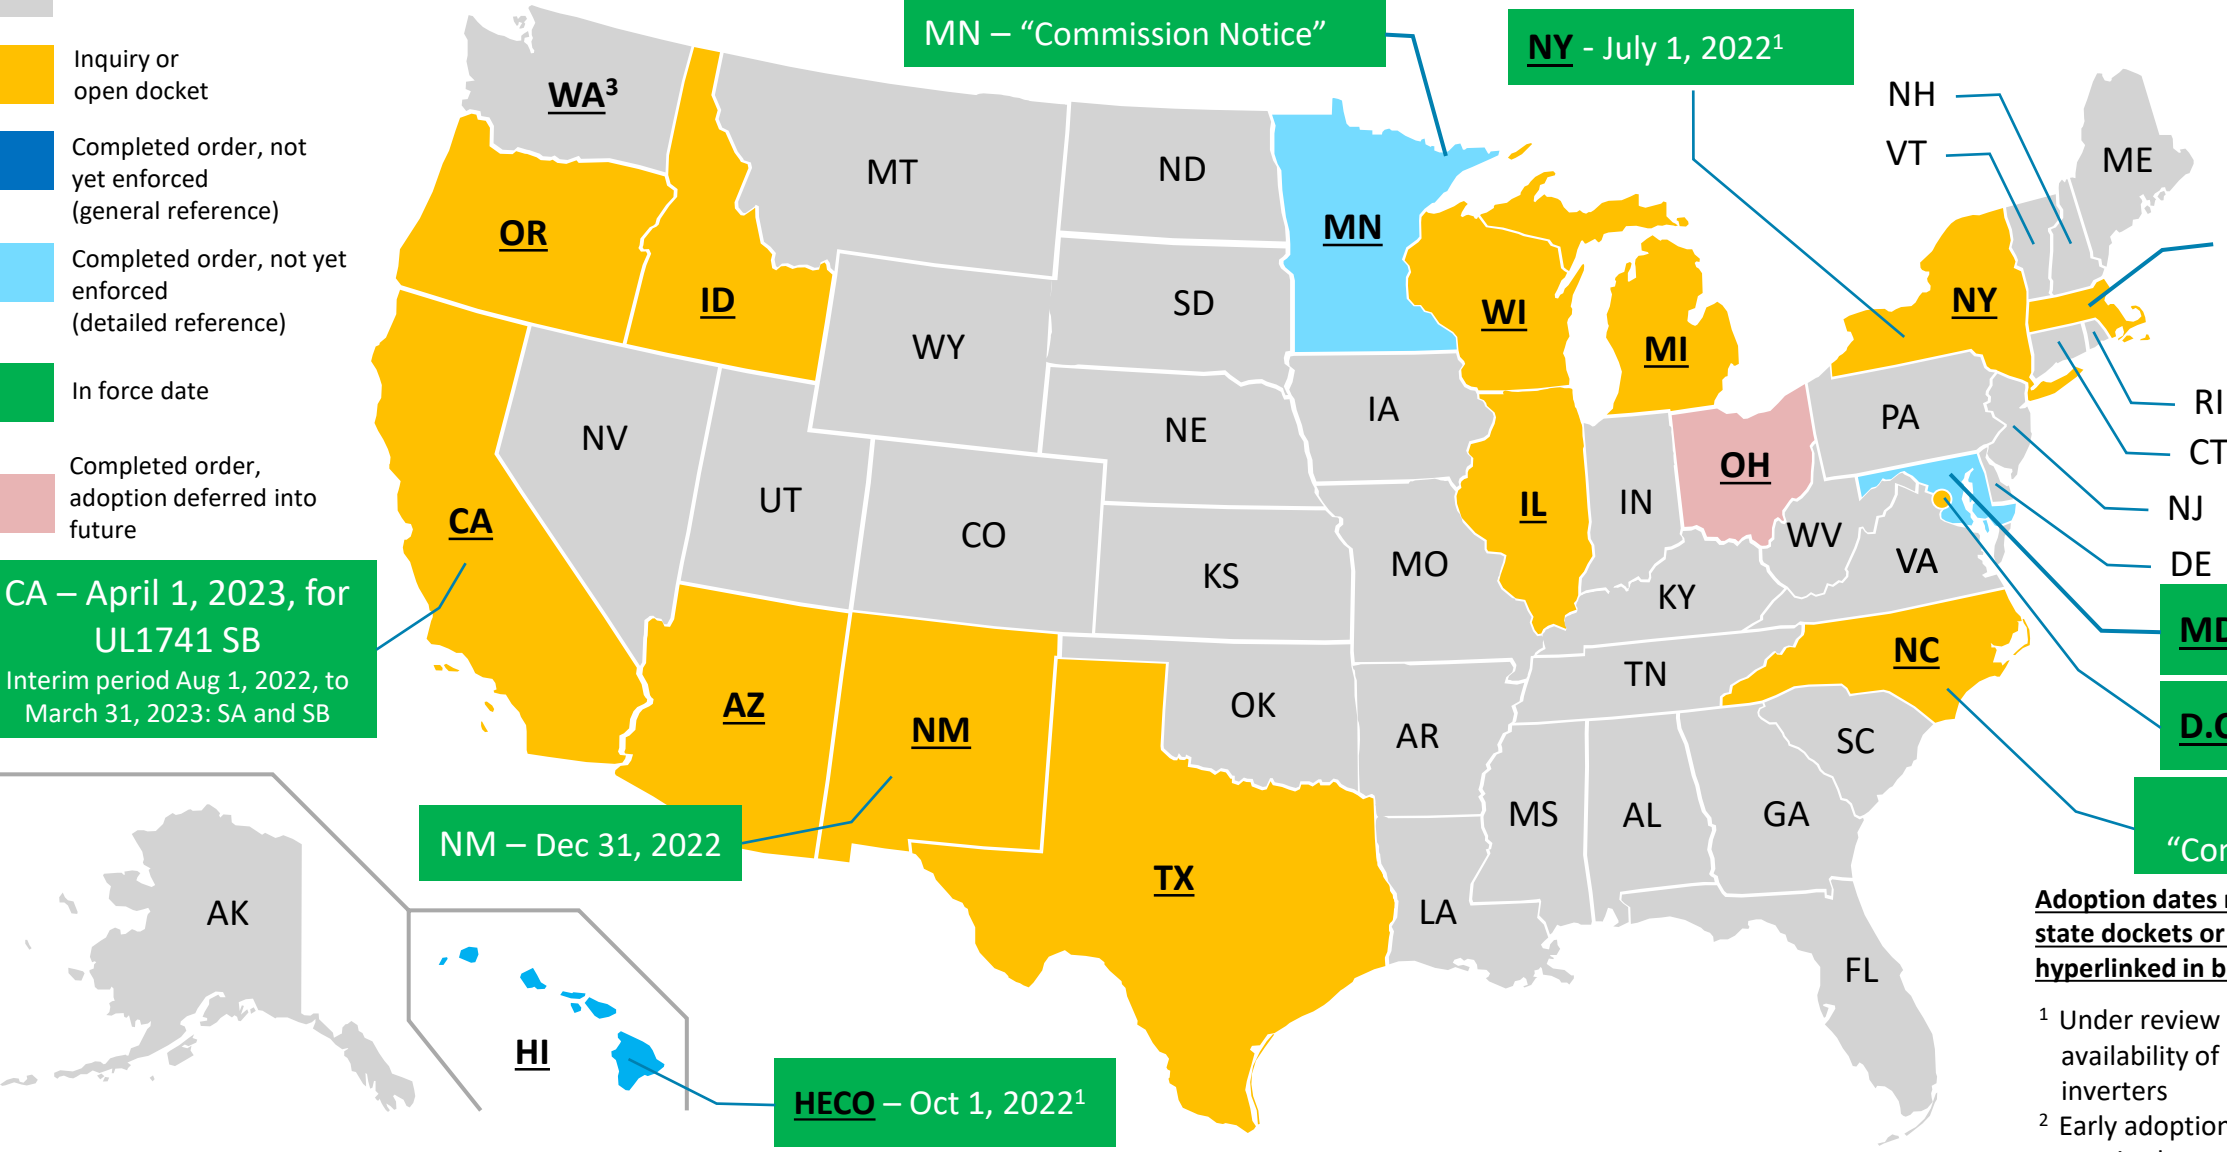 Inquiry or
open docket
Completed order, not
yet enforced
(general reference)
Completed order, not yet
enforced
(detailed reference)
In force date
Completed order,
adoption deferred into
future
CA – April 1, 2023, for
UL1741 SB
Interim period Aug 1, 2022, to
March 31, 2023: SA and SB
MN – “Commission Notice”
NY - July 1, 2022¹
NH
VT
ME
WA³
MT
ND
OR
ID
MN
SD
WI
MI
NY
WY
RI
IA
PA
CT
NV
NE
OH
UT
IL
IN
NJ
CA
CO
MO
WV
VA
DE
KS
KY
MD
NC
TN
AZ
NM
OK
AR
SC
D.C
MS
AL
GA
NM – Dec 31, 2022
TX
“Con
LA
AK
FL
HI
HECO – Oct 1, 2022¹
Adoption dates
state dockets or
hyperlinked in b
¹ Under review
availability of
inverters
² Early adoption